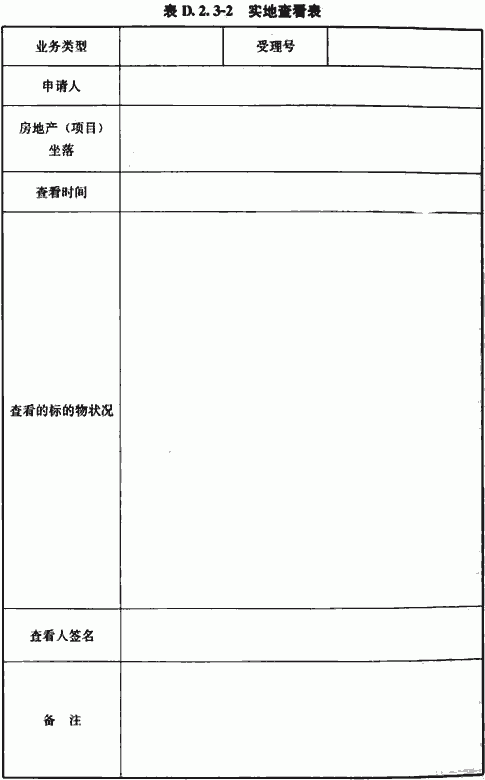 表 D.2.3-2 实地查看表
业务类型 受理号
申请人
房地产（项目）
坐落
查看时间
查看的标的物状况
查看人签名
备 注